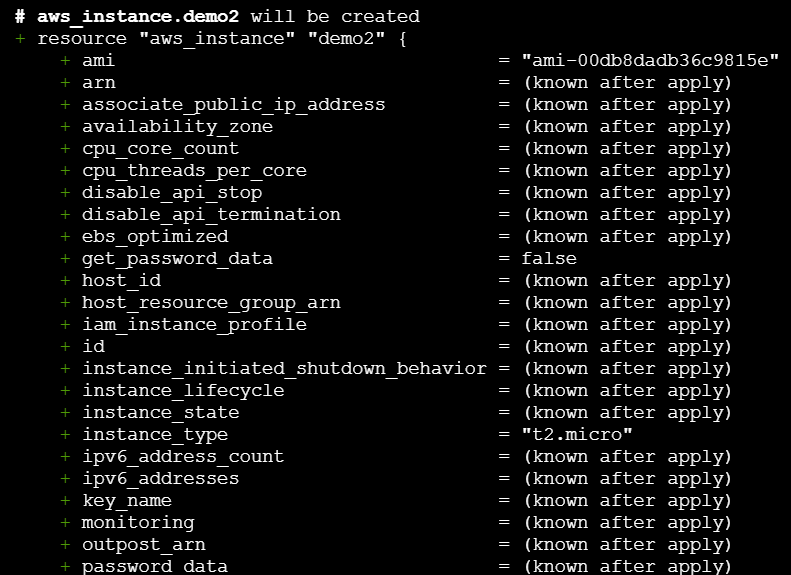 # aws_instance.demo2 will be created
+ resource "aws_instance" "demo2" {
+ ami = "ami-00db8dadb36c9815e"
+ arn = (known after apply)
+ associate_public_ip_address = (known after apply)
+ availability_zone = (known after apply)
+ cpu_core_count = (known after apply)
+ cpu_threads_per_core = (known after apply)
+ disable_api_stop = (known after apply)
+ disable_api_termination = (known after apply)
+ ebs_optimized = (known after apply)
+ get_password_data = false
+ host_id = (known after apply)
+ host_resource_group_arn = (known after apply)
+ iam_instance_profile = (known after apply)
+ id = (known after apply)
+ instance_initiated_shutdown_behavior = (known after apply)
+ instance_lifecycle = (known after apply)
+ instance_state = (known after apply)
+ instance_type = "t2.micro"
+ ipv6_address_count = (known after apply)
+ ipv6_addresses = (known after apply)
+ key_name = (known after apply)
+ monitoring = (known after apply)
+ outpost_arn = (known after apply)
+ password_data = (known after apply)